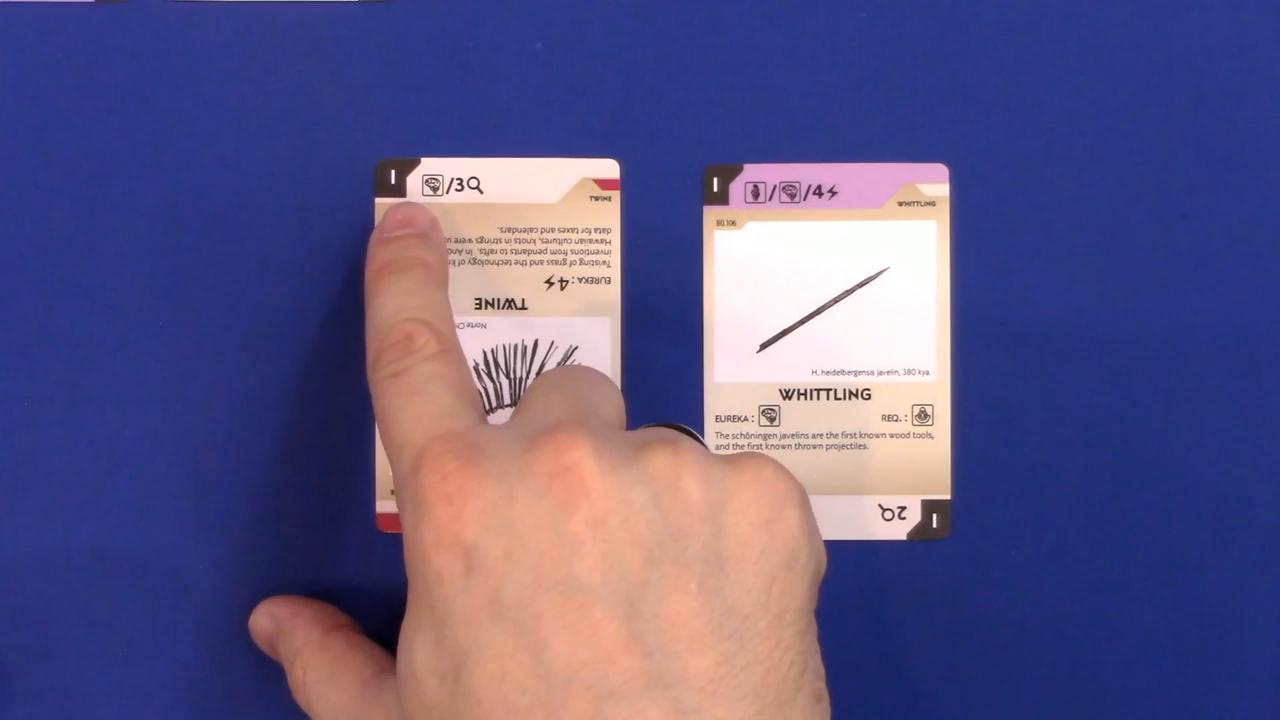 I /3
TWINE
Twisting of grass and the technology of
inventions from pendants to rafts. In
Hawaiian cultures, knots in strings were
data for taxes and calendars
EUREKA: 4
TWINE
Norte
I / /4
WHITTLING
B0.106
H. heidelbergensis javelin, 380 kya
WHITTLING
EUREKA: REQ.:
The schöningen javelins are the first known wood tools,
and the first known thrown projectiles.
2 I